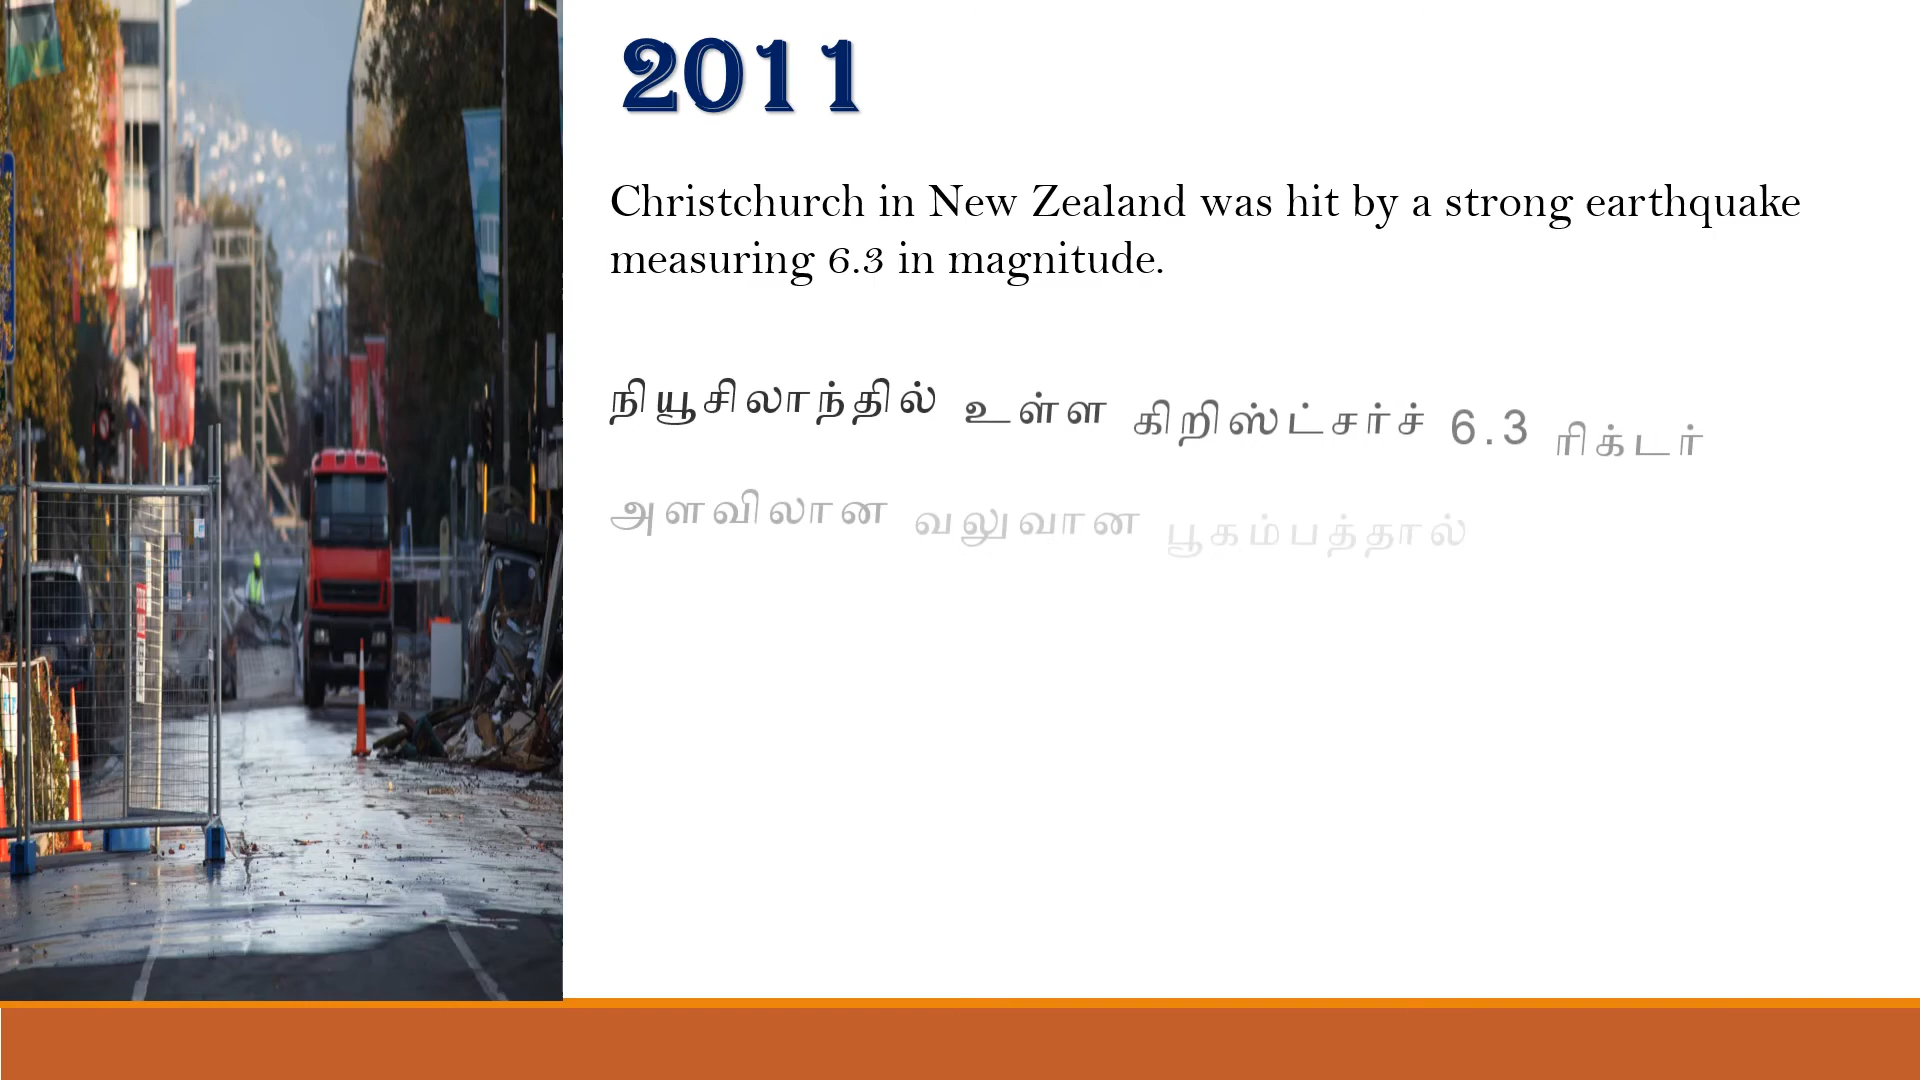 2011
Christchurch in New Zealand was hit by a strong earthquake
measuring 6.3 in magnitude.
நியூசிலாந்தில் உள்ள கிறிஸ்ட்சர்ச் 6.3 ரிக்டர்
அளவிலான வலுவான பூகம்பத்தால்